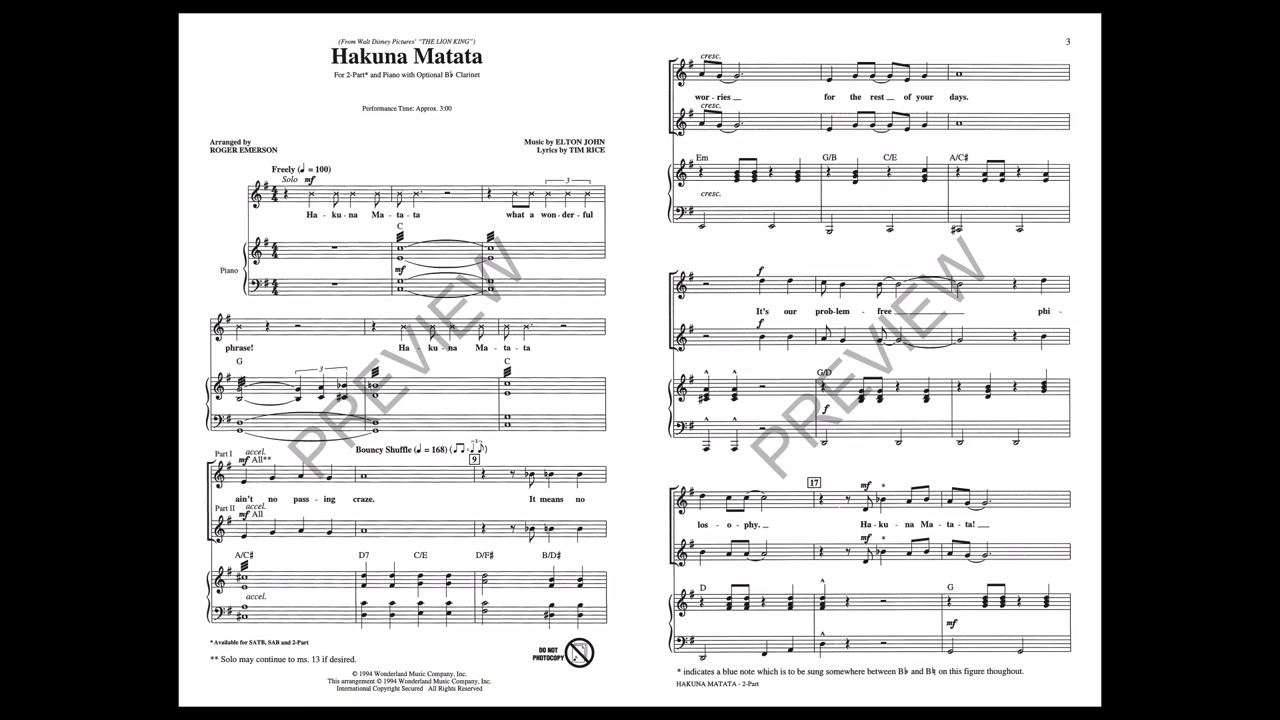 (From Walt Disney Pictures' "THE LION KING")
Hakuna Matata
For 2-Part* and Piano with Optional B♭ Clarinet
Performance Time: Approx. 3:00
Arranged by
ROGER EMERSON
Music by ELTON JOHN
Lyrics by TIM RICE
Freely (♩ = 100)
Solo mf
3
Ha - ku - na Ma - ta - ta what a won - der - ful
C
Piano
mf
phrase! Ha - ku - na Ma - ta - ta
G C
3
Bouncy Shuffle (♩ = 168) (♫ = ♩ ♪)
3
9
Part I accel.
mf All**
ain't no pass - ing craze. It means no
Part II accel.
mf All
A/C# D7 C/E D/F# B/D#
accel.
* Available for SATB, SAB and 2-Part
** Solo may continue to ms. 13 if desired.
DO NOT
PHOTOCOPY
© 1994 Wonderland Music Company, Inc.
This arrangement © 1994 Wonderland Music Company, Inc.
International Copyright Secured All Rights Reserved
PREVIEW
3
cresc.
wor - ries for the rest of your days.
cresc.
Em G/B C/E A/C#
cresc.
f
It's our prob - lem - free phi -
f
G/D
f
17
mf *
los - o - phy. Ha - ku - na Ma - ta - ta!
mf *
D G
mf
* indicates a blue note which is to be sung somewhere between B♭ and B♮ on this figure thoughout.
HAKUNA MATATA - 2-Part
PREVIEW